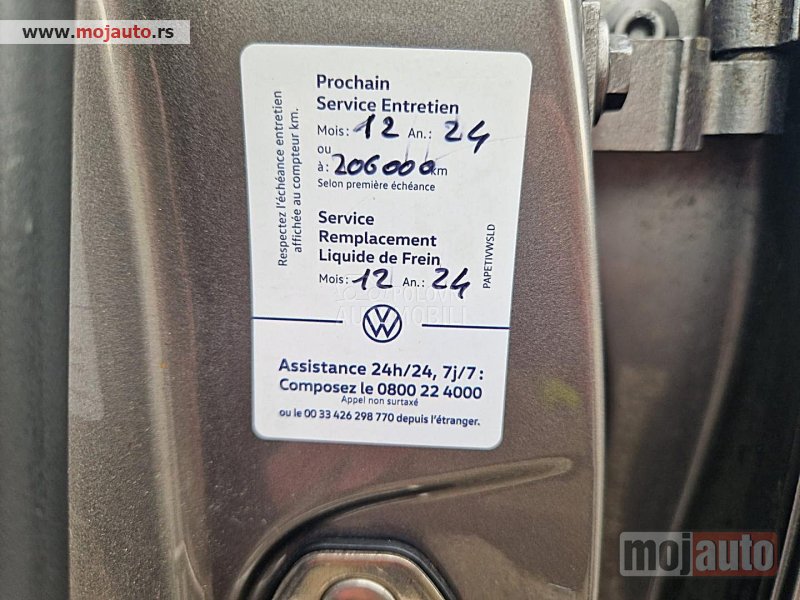 www.mojauto.rs
Prochain
Service Entretien
Mois: 12 An.: 24
ou
à: 206000 km
Selon première échéance
Service
Remplacement
Liquide de Frein
Mois: 12 An.: 24
Respectez l'échéance entretien
affichée au compteur km.
PAPETIVWSLD
Assistance 24h/24, 7j/7:
Composez le 0800 22 4000
Appel non surtaxé
ou le 00 33 426 298 770 depuis l'étranger.
mojauto